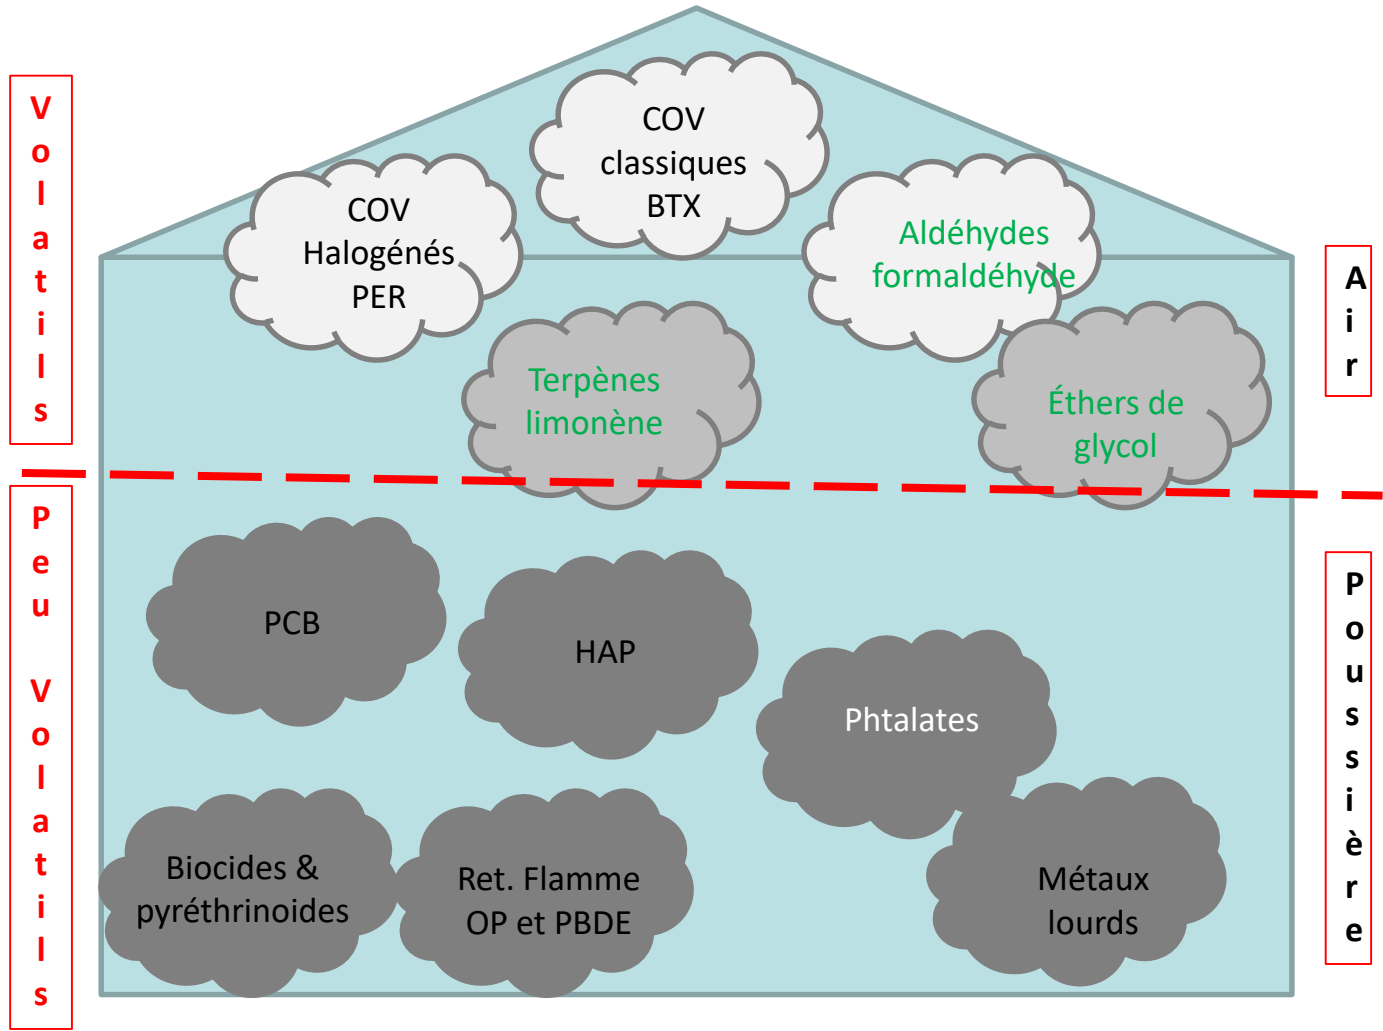 Volatils
COV
classiques
BTX
COV
Halogénés
PER
Aldéhydes
formaldéhyde
Air
Terpènes
limonène
Éthers de
glycol
Peu Volatils
PCB
HAP
Phtalates
Poussière
Biocides &
pyréthrinoides
Ret. Flamme
OP et PBDE
Métaux
lourds